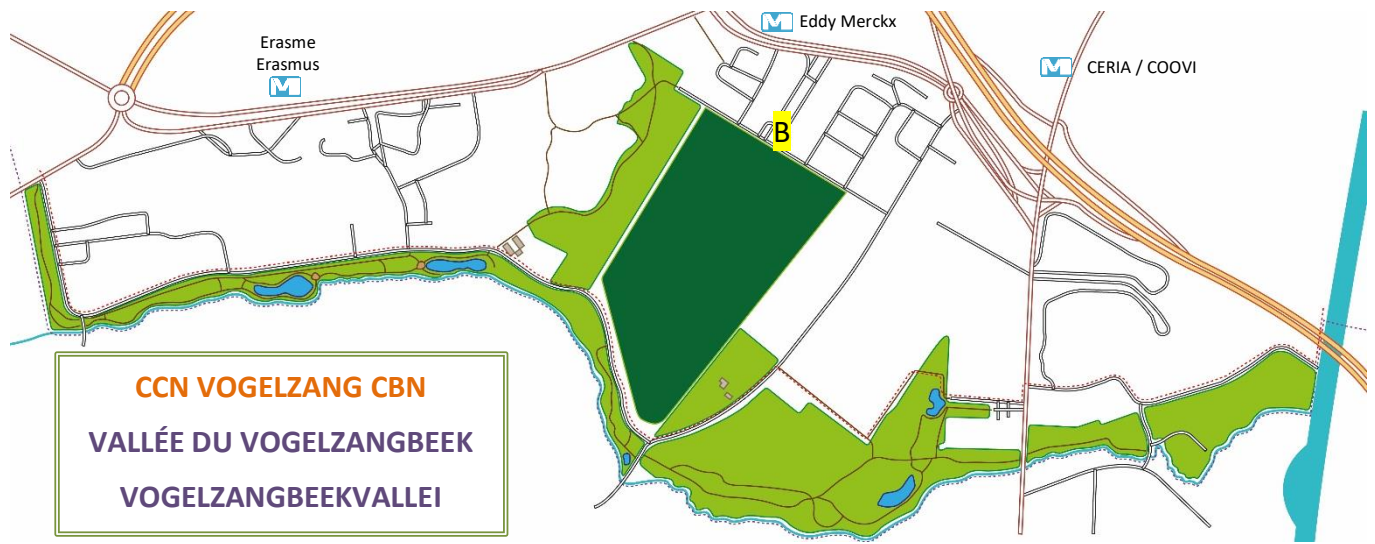 M Eddy Merckx
Erasme
Erasmus
M
M CERIA / COOVI
B
CCN VOGELZANG CBN
VALLÉE DU VOGELZANGBEEK
VOGELZANGBEEKVALLEI